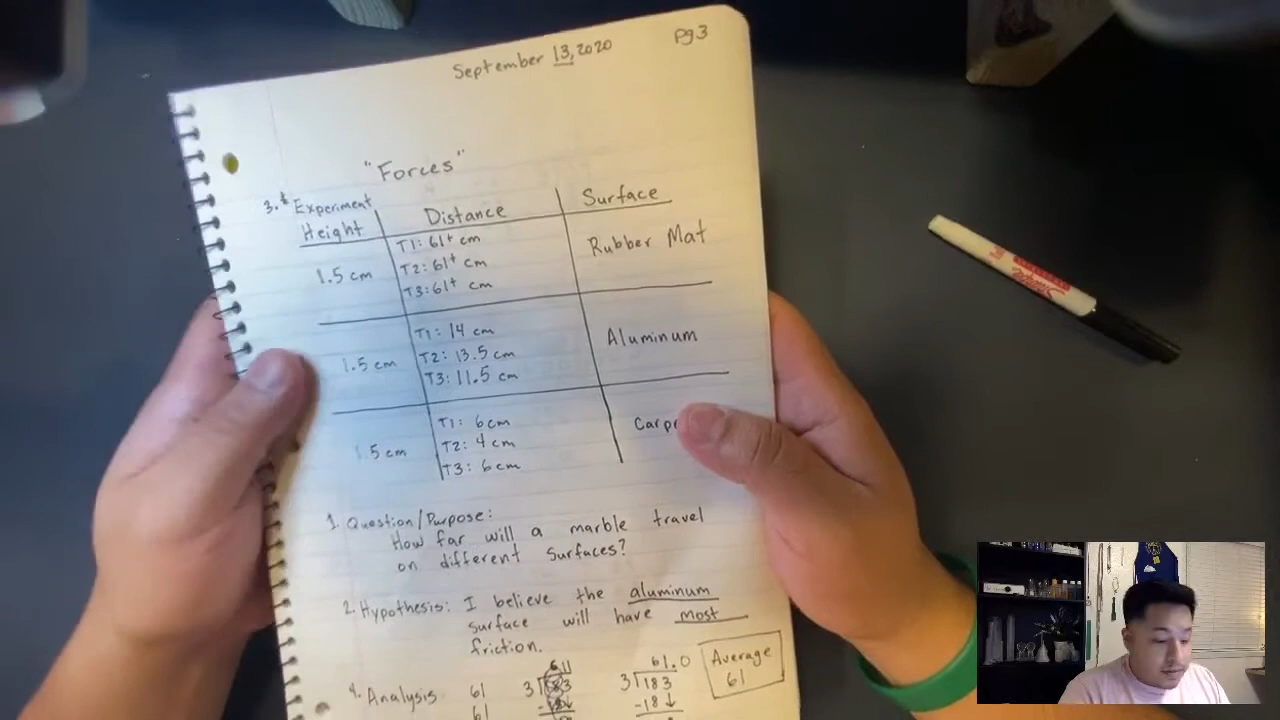 September 13, 2020
pg 3
"Forces"
3. Experiment
Height
Distance
Surface
1.5 cm
T1: 61+ cm
T2: 61+ cm
T3: 61+ cm
Rubber Mat
1.5 cm
T1: 14 cm
T2: 13.5 cm
T3: 11.5 cm
Aluminum
1.5 cm
T1: 6 cm
T2: 4 cm
T3: 6 cm
1. Question/Purpose:
How far will a marble travel
on different surfaces?
2. Hypothesis: I believe the aluminum
surface will have most
friction.
4. Analysis
61
61
3 183
61.0
3 183
-18
Average
61
Sharpie